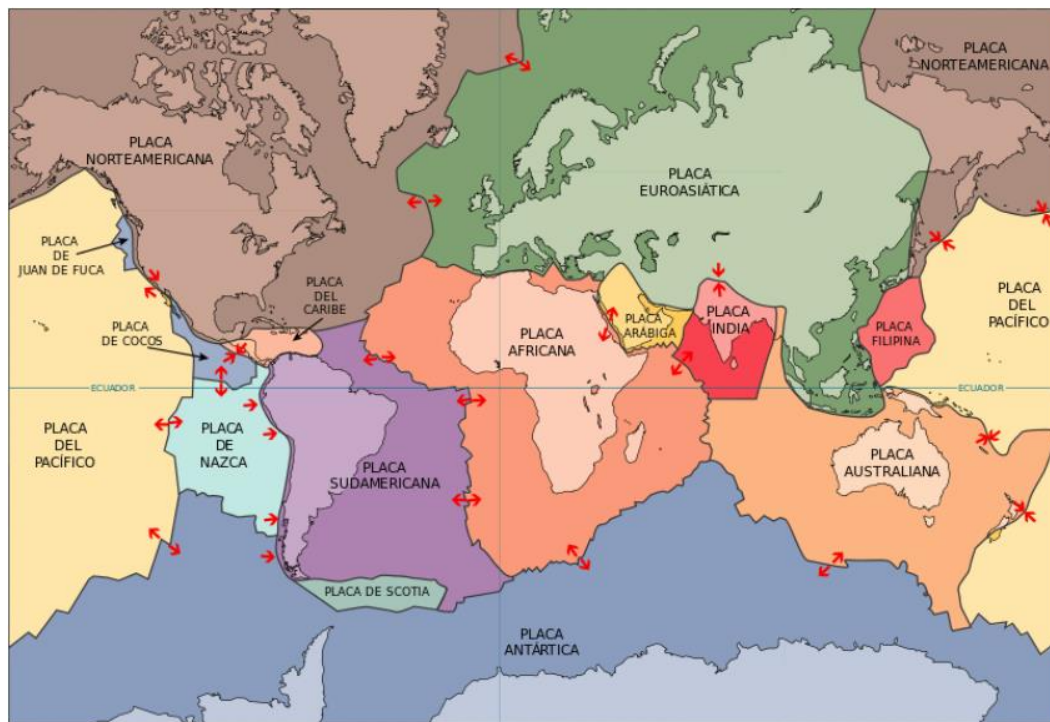 PLACA
NORTEAMERICANA
PLACA
NORTEAMERICANA
PLACA
EUROASIÁTICA
PLACA
DE
JUAN DE FUCA
PLACA
DEL
CARIBE
PLACA
DE COCOS
PLACA
AFRICANA
PLACA
ARÁBIGA
PLACA
INDIA
PLACA
FILIPINA
PLACA
DEL
PACÍFICO
ECUADOR
ECUADOR
PLACA
DEL
PACÍFICO
PLACA
DE
NAZCA
PLACA
SUDAMERICANA
PLACA
AUSTRALIANA
PLACA DE SCOTIA
PLACA
ANTÁRTICA